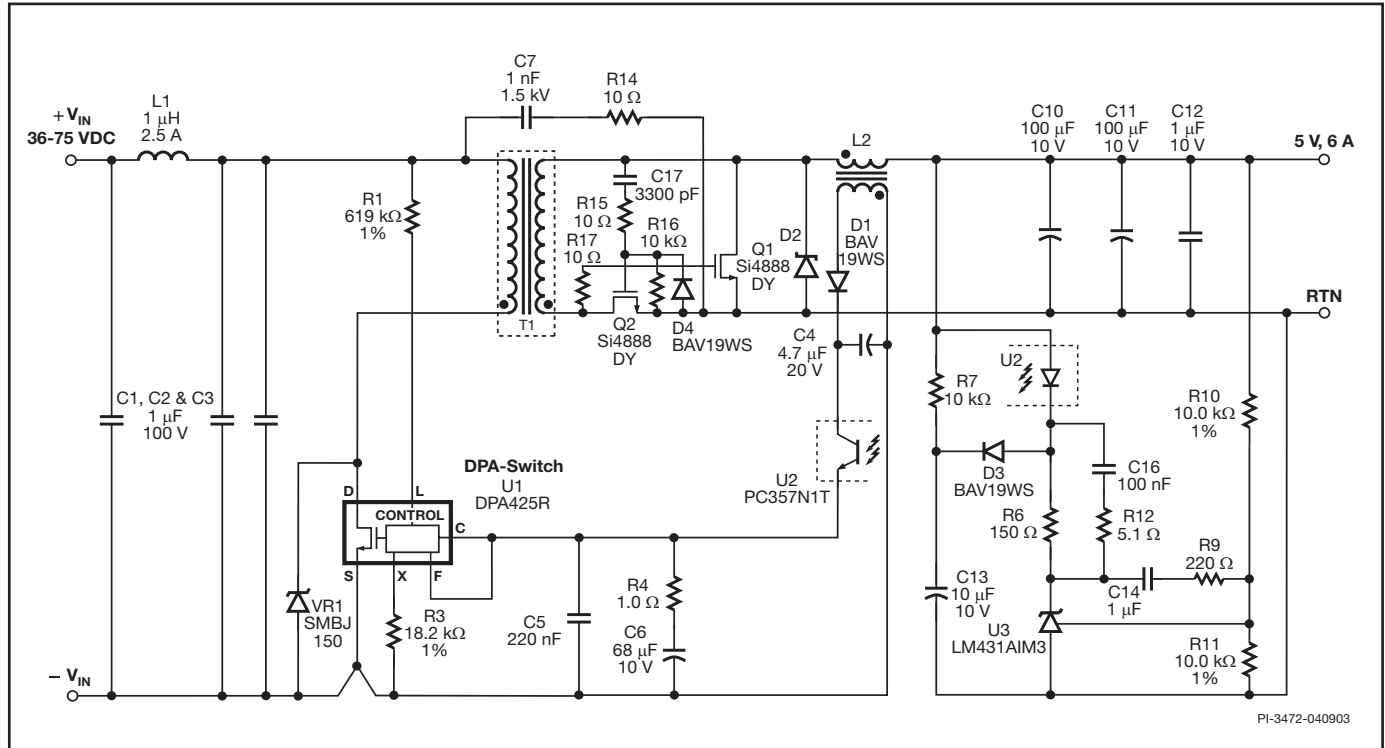 C7
1 nF
1.5 kV
R14
10 Ω
L1
1 µH
2.5 A
+ VIN
36-75 VDC
L2
C10
100 µF
10 V
C11
100 µF
10 V
C12
1 µF
10 V
5 V, 6 A
R1
619 kΩ
1%
C17
3300 pF
R15
10 Ω
R16
10 kΩ
R17
10 Ω
Q1
Si4888
DY
D2
D1
BAV
19WS
T1
Q2
Si4888
DY
D4
BAV19WS
C4
4.7 µF
20 V
RTN
U2
R7
10 kΩ
R10
10.0 kΩ
1%
C1, C2 & C3
1 µF
100 V
DPA-Switch
U1
DPA425R
D
L
CONTROL
C
S
X
F
U2
PC357N1T
D3
BAV19WS
C16
100 nF
R6
150 Ω
R12
5.1 Ω
R9
220 Ω
C14
1 µF
C13
10 µF
10 V
U3
LM431AIM3
R11
10.0 kΩ
1%
VR1
SMBJ
150
R3
18.2 kΩ
1%
C5
220 nF
R4
1.0 Ω
C6
68 µF
10 V
− VIN
PI-3472-040903